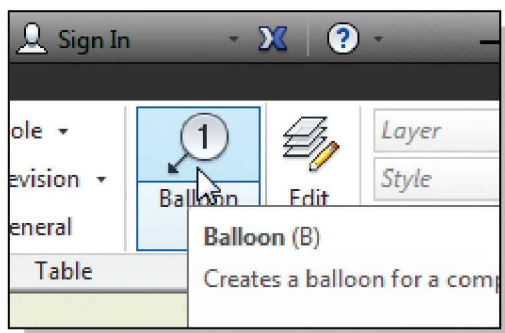 Sign In
ole
1
Layer
evision
Style
Balloon
Edit
eneral
Balloon (B)
Table
Creates a balloon for a comp